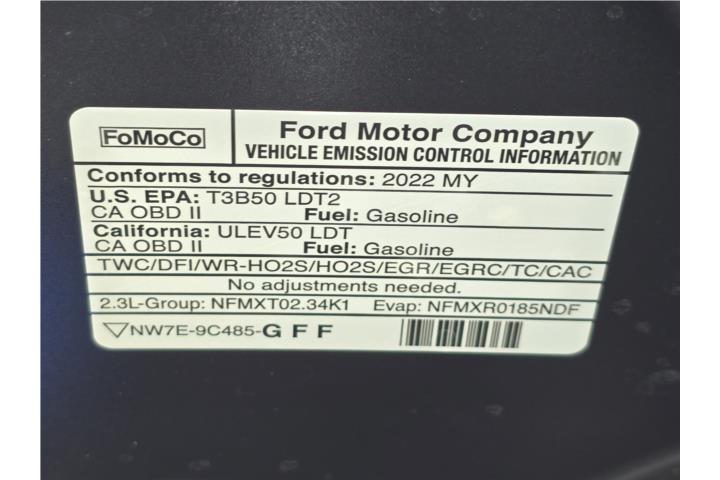 FoMoCo
Ford Motor Company
VEHICLE EMISSION CONTROL INFORMATION
Conforms to regulations: 2022 MY
U.S. EPA: T3B50 LDT2
CA OBD II Fuel: Gasoline
California: ULEV50 LDT
CA OBD II Fuel: Gasoline
TWC/DFI/WR-HO2S/HO2S/EGR/EGRC/TC/CAC
No adjustments needed.
2.3L-Group: NFMXT02.34K1 Evap: NFMXR0185NDF
▽NW7E-9C485-G F F